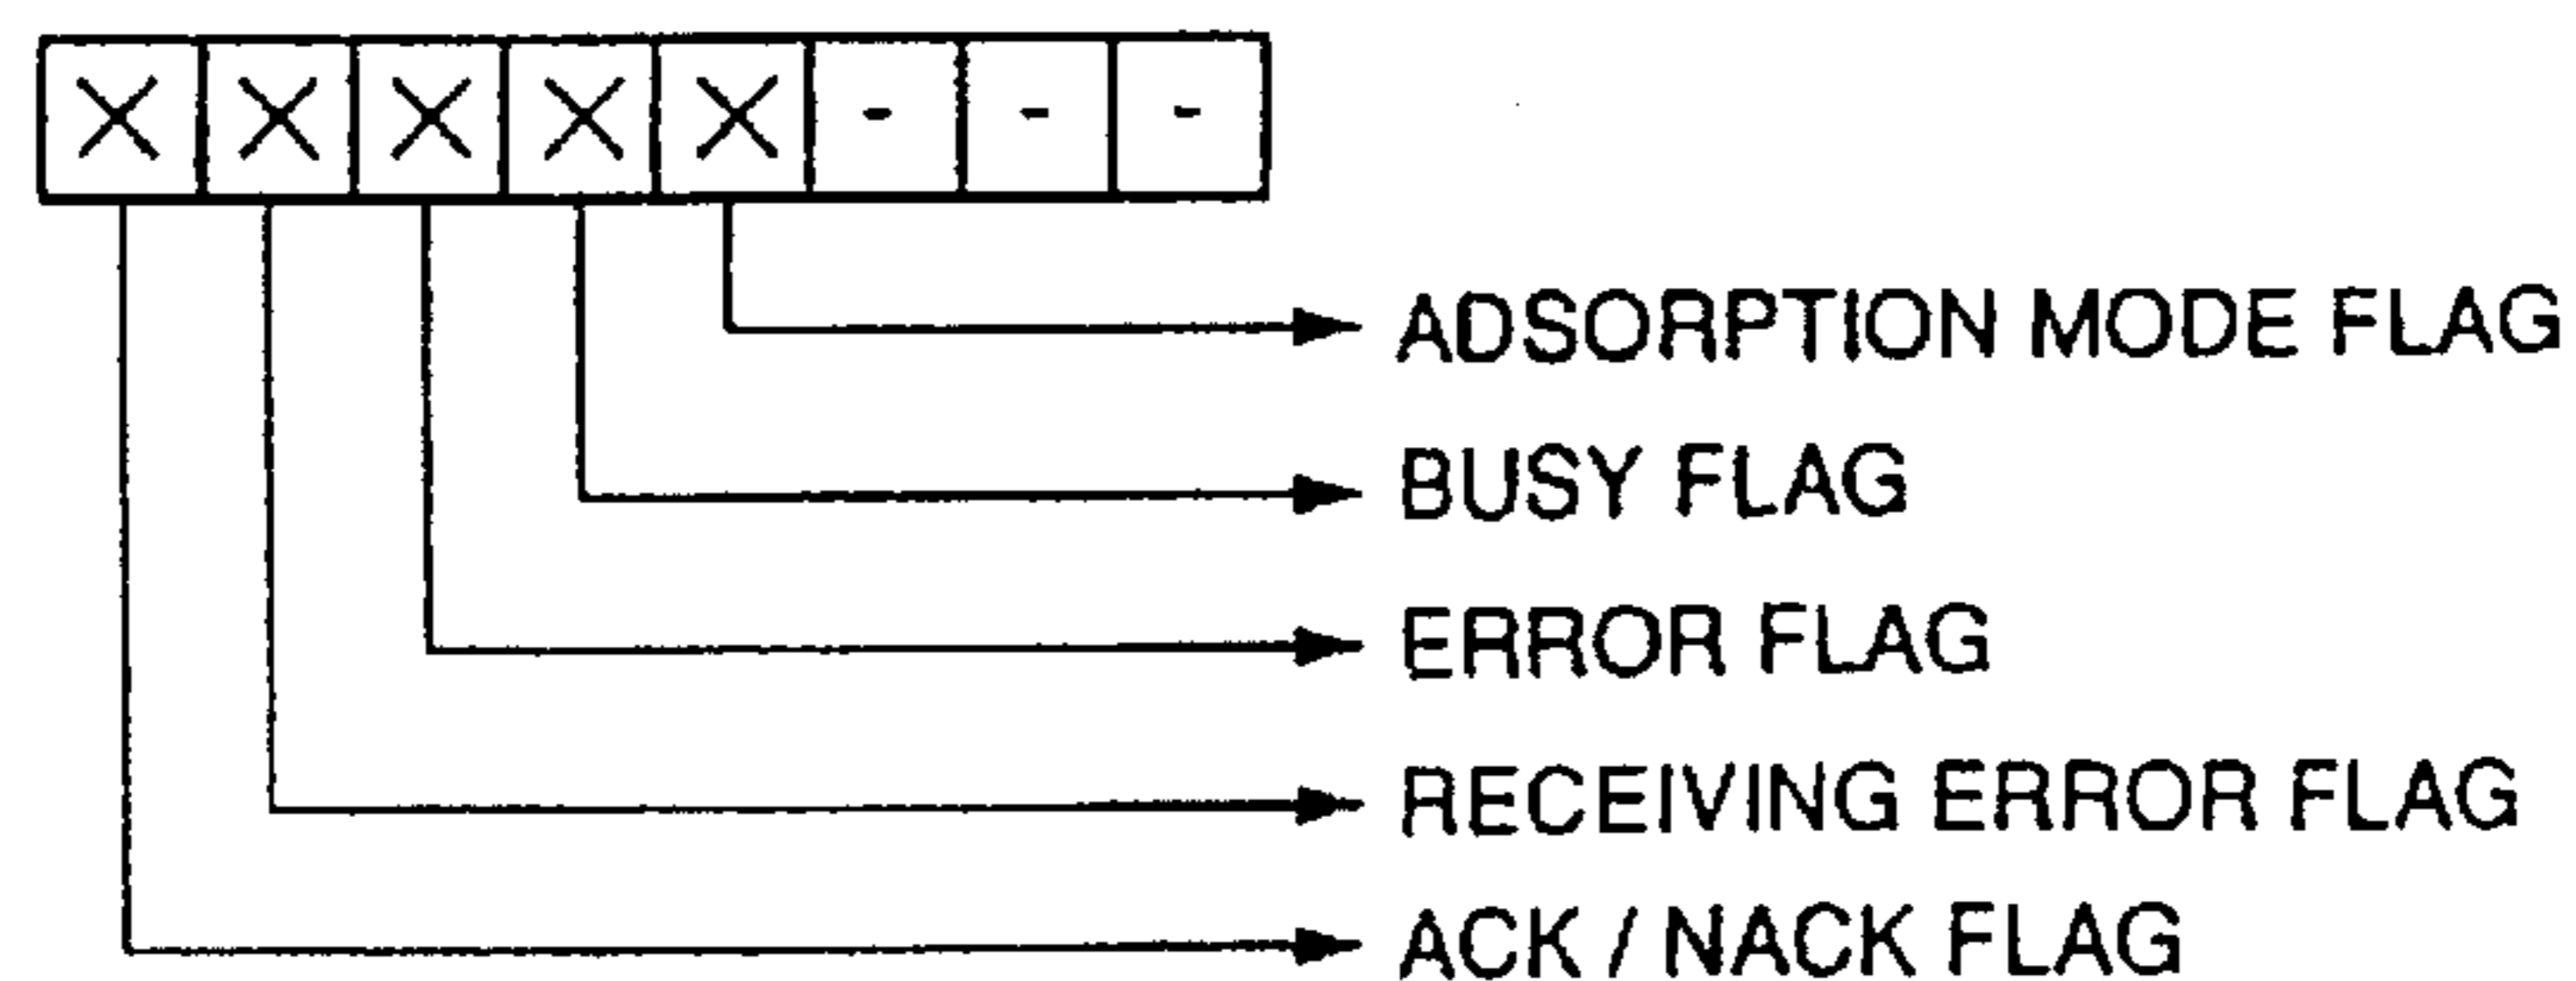 X X X X X - - -
ADSORPTION MODE FLAG
BUSY FLAG
ERROR FLAG
RECEIVING ERROR FLAG
ACK / NACK FLAG